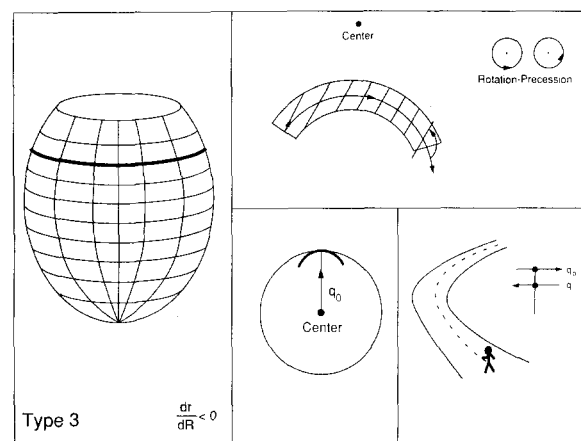 Center
Rotation-Precession
q₀
Center
q₀
q
Type 3
dr
dR
< 0